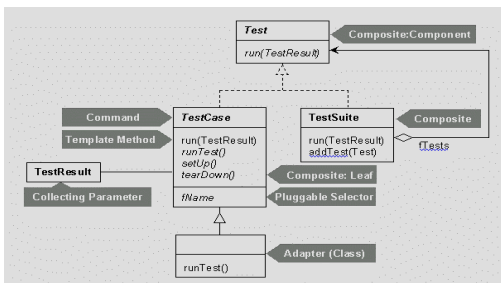 Test
run(TestResult)
Composite:Component
Command
Template Method
TestCase
run(TestResult)
runTest()
setUp()
tearDown()
fName
TestSuite
run(TestResult)
addTest(Test)
Composite
fTests
TestResult
Collecting Parameter
Composite: Leaf
Pluggable Selector
runTest()
Adapter (Class)